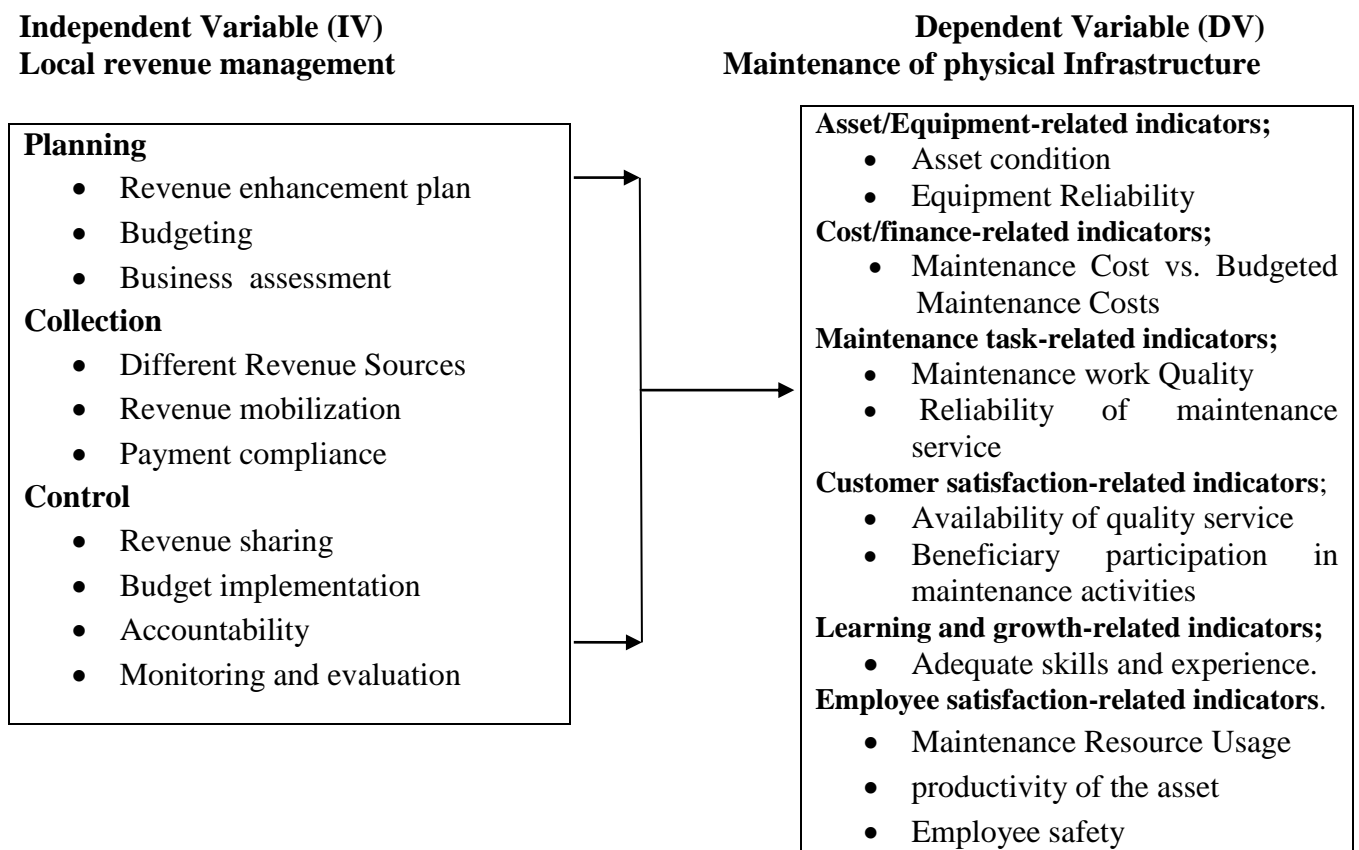 Independent Variable (IV)
Local revenue management
Dependent Variable (DV)
Maintenance of physical Infrastructure
Planning
• Revenue enhancement plan
• Budgeting
• Business assessment
Collection
• Different Revenue Sources
• Revenue mobilization
• Payment compliance
Control
• Revenue sharing
• Budget implementation
• Accountability
• Monitoring and evaluation
Asset/Equipment-related indicators;
• Asset condition
• Equipment Reliability
Cost/finance-related indicators;
• Maintenance Cost vs. Budgeted
Maintenance Costs
Maintenance task-related indicators;
• Maintenance work Quality
• Reliability of maintenance
service
Customer satisfaction-related indicators;
• Availability of quality service
• Beneficiary participation in
maintenance activities
Learning and growth-related indicators;
• Adequate skills and experience.
Employee satisfaction-related indicators.
• Maintenance Resource Usage
• productivity of the asset
• Employee safety